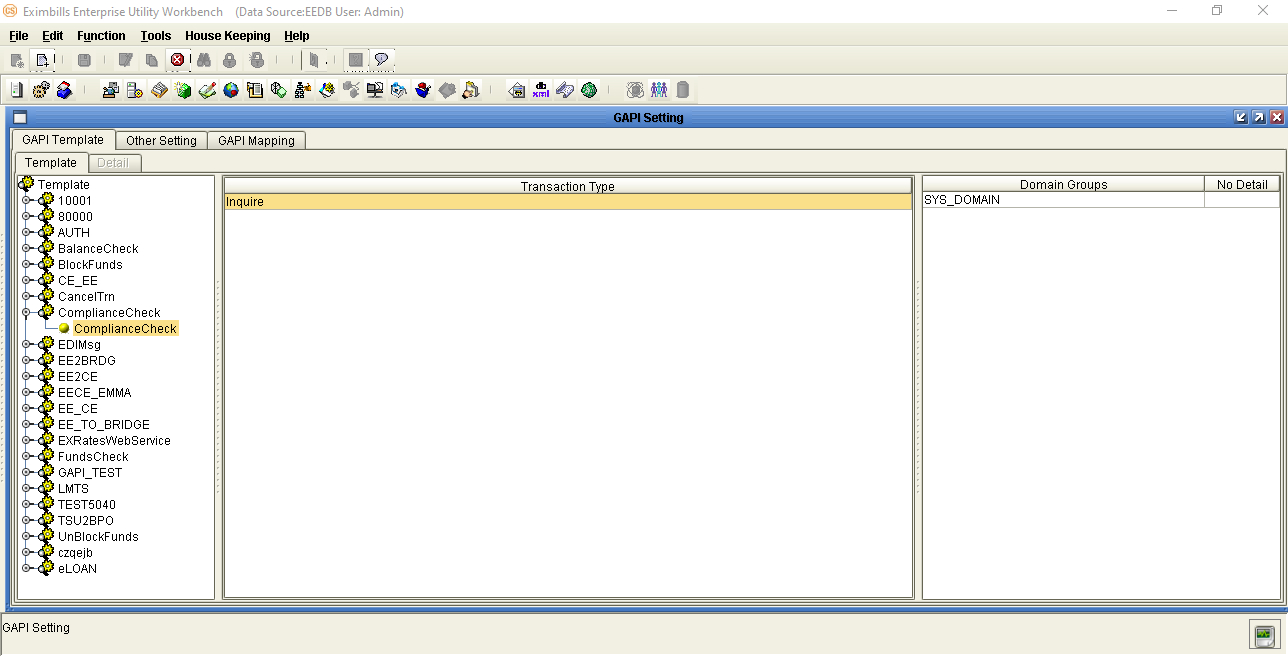 Eximbills Enterprise Utility Workbench (Data Source:EEDB User: Admin)
File Edit Function Tools House Keeping Help
xml
GAPI Setting
GAPI Template Other Setting GAPI Mapping
Template Detail
Template
10001
80000
AUTH
BalanceCheck
BlockFunds
CE_EE
CancelTrn
ComplianceCheck
ComplianceCheck
EDIMsg
EE2BRDG
EE2CE
EECE_EMMA
EE_CE
EE_TO_BRIDGE
EXRatesWebService
FundsCheck
GAPI_TEST
LMTS
TEST5040
TSU2BPO
UnBlockFunds
czqejb
eLOAN
Transaction Type
Inquire
Domain Groups No Detail
SYS_DOMAIN
GAPI Setting